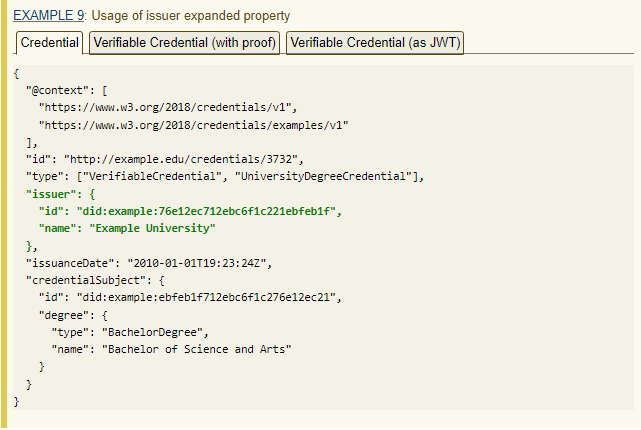 EXAMPLE 9: Usage of issuer expanded property
Credential Verifiable Credential (with proof) Verifiable Credential (as JWT)
{
  "@context": [
    "https://www.w3.org/2018/credentials/v1",
    "https://www.w3.org/2018/credentials/examples/v1"
  ],
  "id": "http://example.edu/credentials/3732",
  "type": ["VerifiableCredential", "UniversityDegreeCredential"],
  "issuer": {
    "id": "did:example:76e12ec712ebc6f1c221ebfeb1f",
    "name": "Example University"
  },
  "issuanceDate": "2010-01-01T19:23:24Z",
  "credentialSubject": {
    "id": "did:example:ebfeb1f712ebc6f1c276e12ec21",
    "degree": {
      "type": "BachelorDegree",
      "name": "Bachelor of Science and Arts"
    }
  }
}